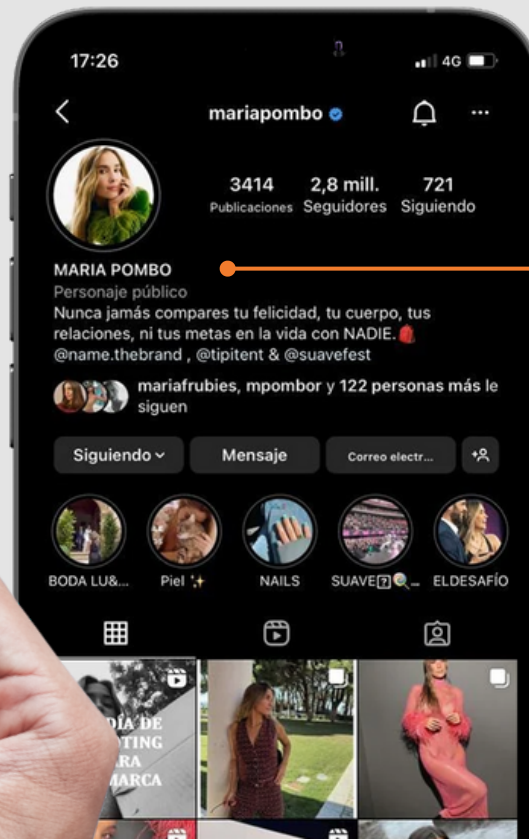 17:26
4G
mariapombo
3414 2,8 mill. 721
Publicaciones Seguidores Siguiendo
MARIA POMBO
Personaje público
Nunca jamás compares tu felicidad, tu cuerpo, tus
relaciones, ni tus metas en la vida con NADIE.🎒
@name.thebrand , @tipitent & @suavefest
mariafrubies, mpombor y 122 personas más le
siguen
Siguiendo Mensaje Correo electr...
BODA LU&... Piel ✨ NAILS SUAVE⍰🔍... ELDESAFÍO
DÍA DE
MARCA